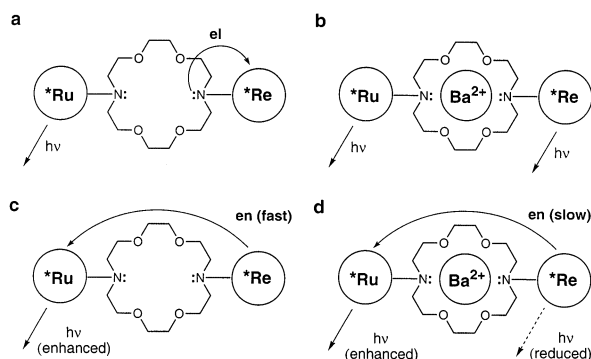 a
el
O O
*Ru N: :N *Re
O O
hν
b
O O
*Ru N: Ba2+ :N *Re
O O
hν hν
c
en (fast)
O O
*Ru N: :N *Re
O O
hν
(enhanced)
d
en (slow)
O O
*Ru N: Ba2+ :N *Re
O O
hν hν
(enhanced) (reduced)